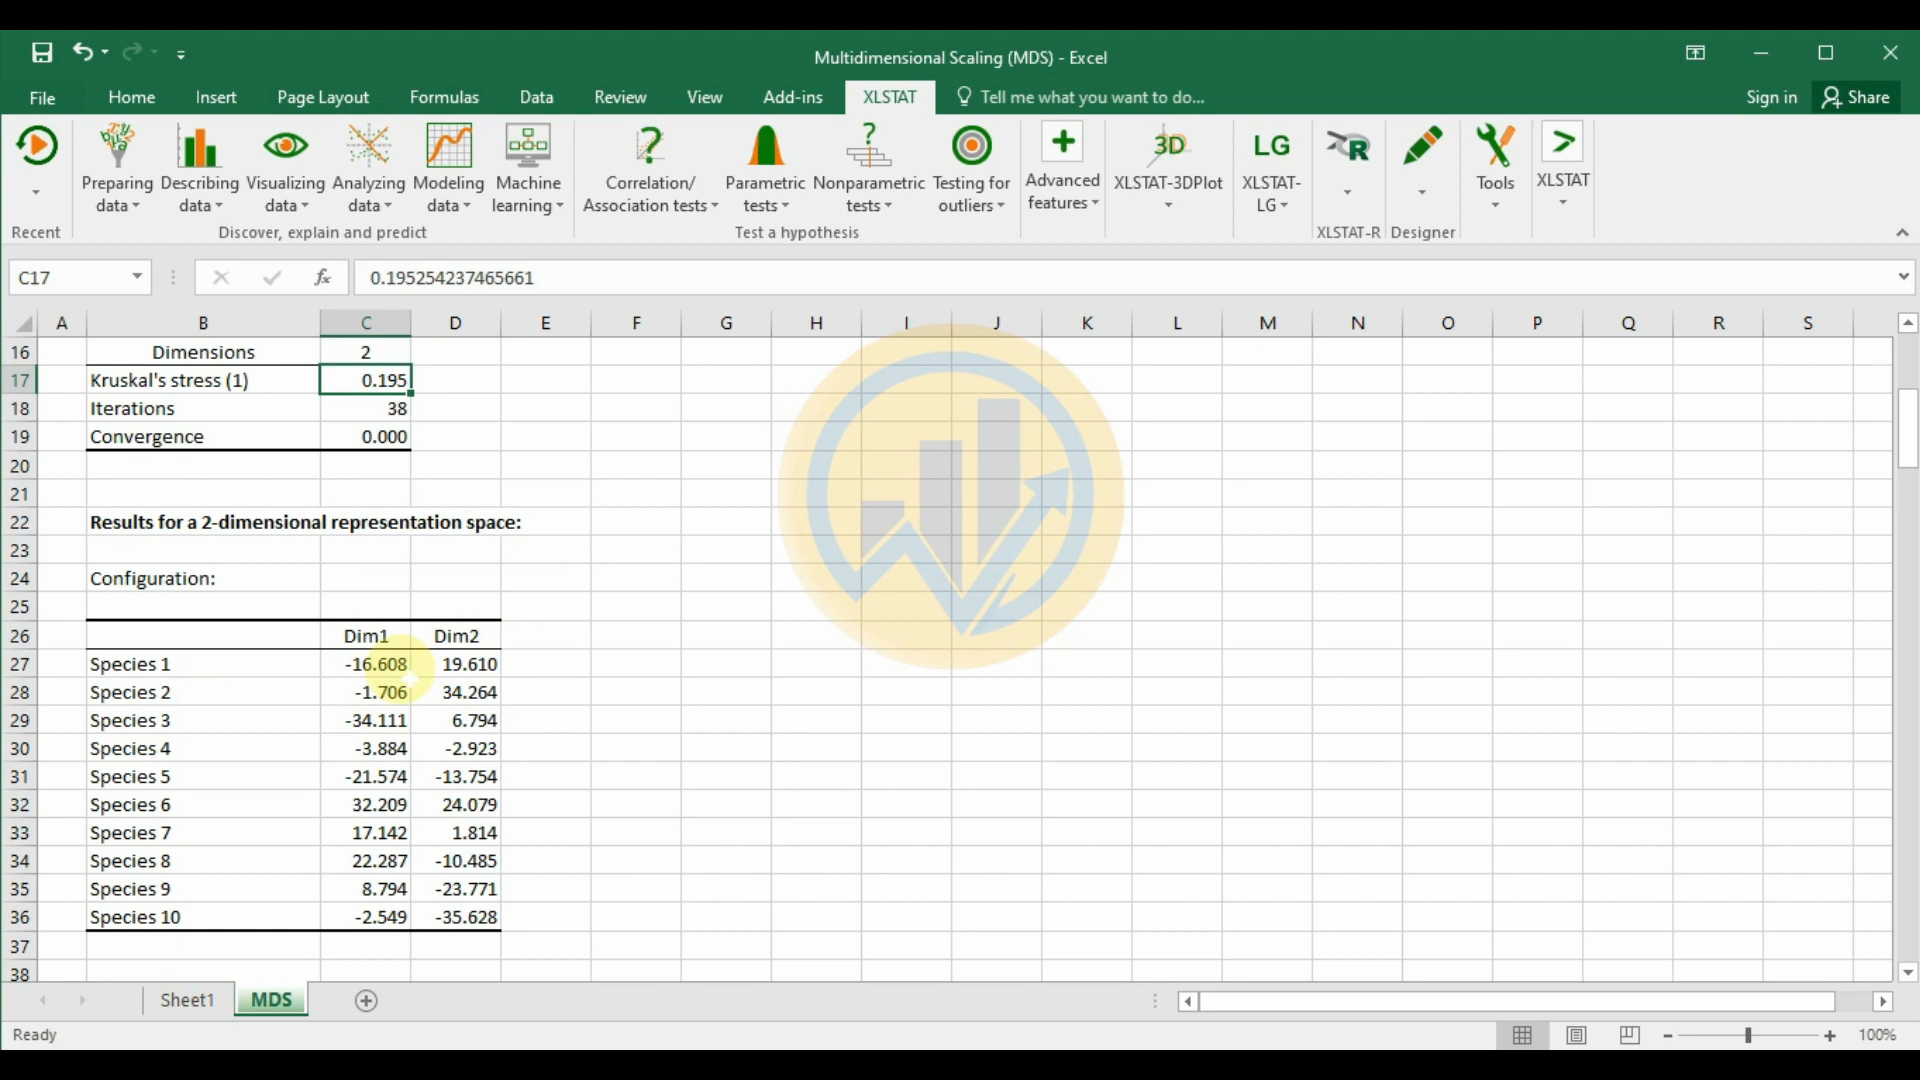 Multidimensional Scaling (MDS) - Excel
File Home Insert Page Layout Formulas Data Review View Add-ins XLSTAT Tell me what you want to do... Sign in Share
Preparing data Describing data Visualizing data Analyzing data Modeling data Machine learning Correlation/ Association tests Parametric tests Nonparametric tests Testing for outliers Advanced features 3D XLSTAT-3DPlot LG XLSTAT-LG R Tools XLSTAT
Recent Discover, explain and predict Test a hypothesis XLSTAT-R Designer
C17 fx 0.195254237465661
A B C D E F G H I J K L M N O P Q R S
16 Dimensions 2
17 Kruskal's stress (1) 0.195
18 Iterations 38
19 Convergence 0.000
20
21
22 Results for a 2-dimensional representation space:
23
24 Configuration:
25
26 Dim1 Dim2
27 Species 1 -16.608 19.610
28 Species 2 -1.706 34.264
29 Species 3 -34.111 6.794
30 Species 4 -3.884 -2.923
31 Species 5 -21.574 -13.754
32 Species 6 32.209 24.079
33 Species 7 17.142 1.814
34 Species 8 22.287 -10.485
35 Species 9 8.794 -23.771
36 Species 10 -2.549 -35.628
37
38
Sheet1 MDS
Ready 100%